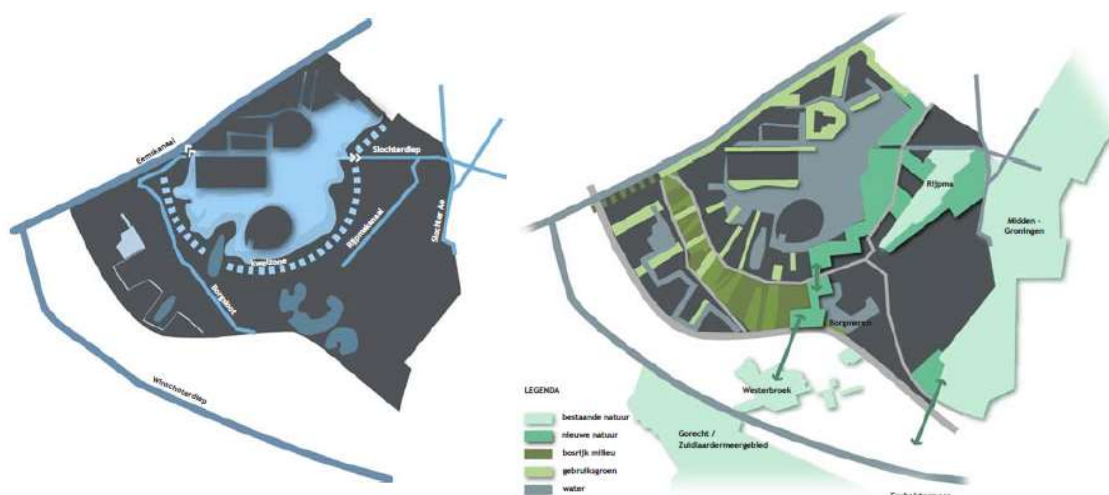 Eemskanaal
Slochterdiep
Rijpmakanaal
Slochter Ae
kwelzone
Borgsloot
Winschoterdiep
Rijpma
Midden -
Groningen
Borgmeren
Westerbroek
Gorecht /
Zuidlaardermeergebied
LEGENDA
bestaande natuur
nieuwe natuur
bosrijk milieu
gebruiksgroen
water